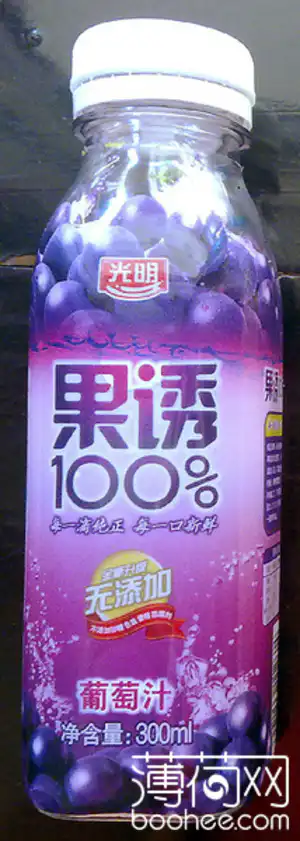 光明
果诱
100%
每一滴纯正 每一口新鲜
无添加
葡萄汁
净含量:300ml
薄荷网
boohee.com